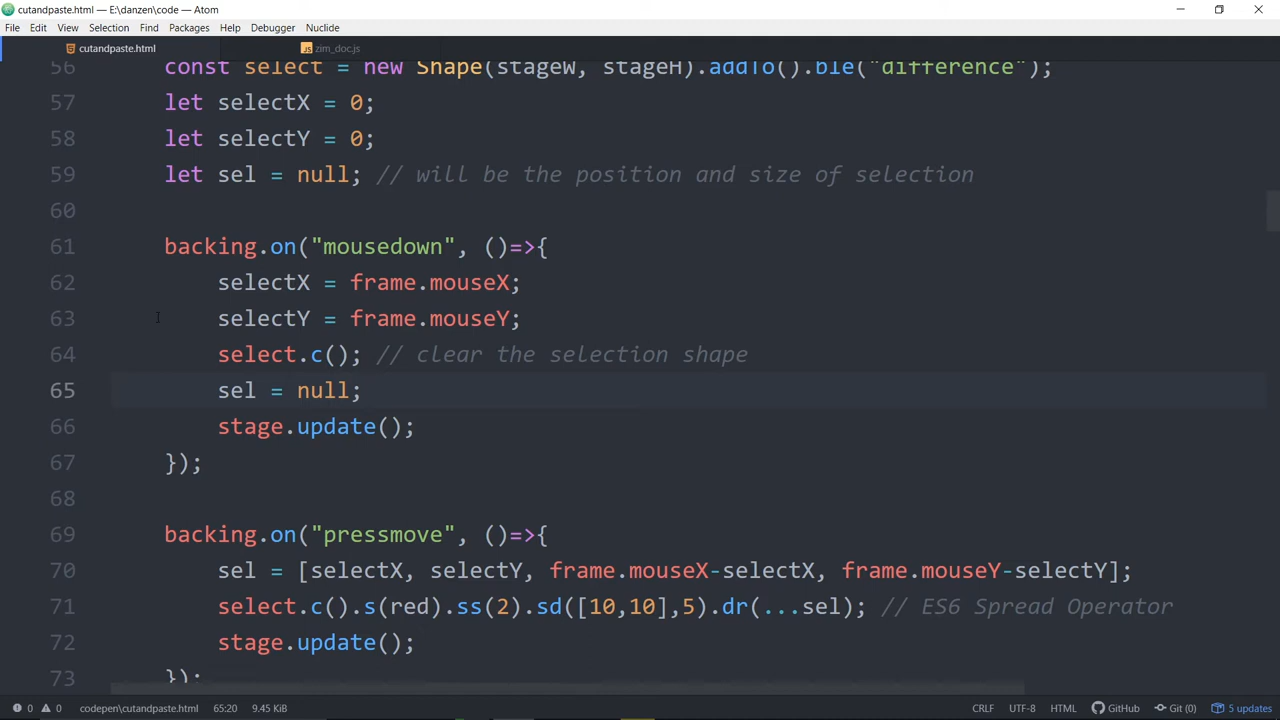 cutandpaste.html — E:\danzen\code — Atom
File Edit View Selection Find Packages Help Debugger Nuclide
cutandpaste.html zim_doc.js
56 const select = new Shape(stageW, stageH).addTo().ble("difference");
57 let selectX = 0;
58 let selectY = 0;
59 let sel = null; // will be the position and size of selection
60
61 backing.on("mousedown", ()=>{
62 selectX = frame.mouseX;
63 selectY = frame.mouseY;
64 select.c(); // clear the selection shape
65 sel = null;
66 stage.update();
67 });
68
69 backing.on("pressmove", ()=>{
70 sel = [selectX, selectY, frame.mouseX-selectX, frame.mouseY-selectY];
71 select.c().s(red).ss(2).sd([10,10],5).dr(...sel); // ES6 Spread Operator
72 stage.update();
73 });
0 0 codepen\cutandpaste.html 65:20 9.45 KiB CRLF UTF-8 HTML GitHub Git (0) 5 updates